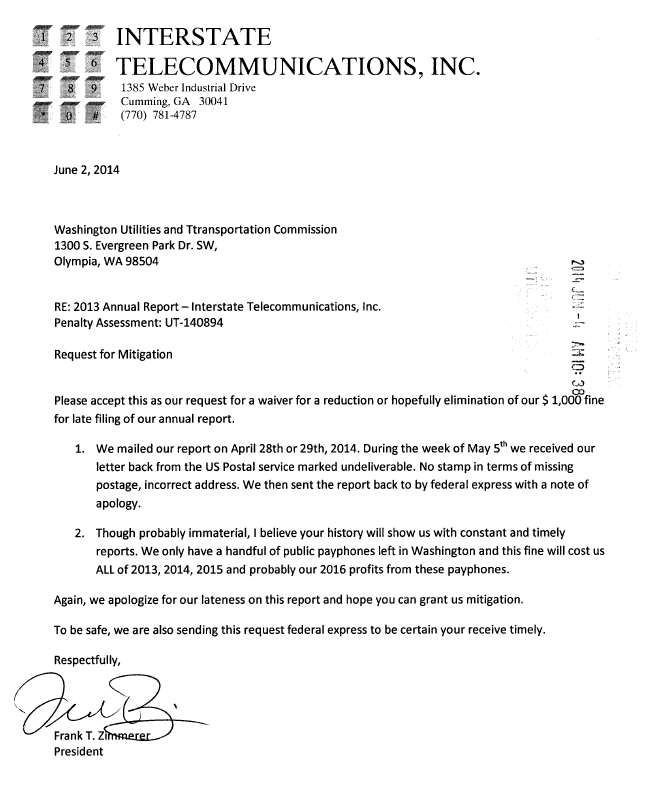 1 2 3
4 5 6
7 8 9
* 0 #
INTERSTATE
TELECOMMUNICATIONS, INC.
1385 Weber Industrial Drive
Cumming, GA 30041
(770) 781-4787
June 2, 2014
Washington Utilities and Ttransportation Commission
1300 S. Evergreen Park Dr. SW,
Olympia, WA 98504
2014 JUN -4 AM 10: 38
RE: 2013 Annual Report – Interstate Telecommunications, Inc.
Penalty Assessment: UT-140894
Request for Mitigation
Please accept this as our request for a waiver for a reduction or hopefully elimination of our $ 1,000 fine
for late filing of our annual report.
1. We mailed our report on April 28th or 29th, 2014. During the week of May 5th we received our
letter back from the US Postal service marked undeliverable. No stamp in terms of missing
postage, incorrect address. We then sent the report back to by federal express with a note of
apology.
2. Though probably immaterial, I believe your history will show us with constant and timely
reports. We only have a handful of public payphones left in Washington and this fine will cost us
ALL of 2013, 2014, 2015 and probably our 2016 profits from these payphones.
Again, we apologize for our lateness on this report and hope you can grant us mitigation.
To be safe, we are also sending this request federal express to be certain your receive timely.
Respectfully,
Frank T. Zimmerer
President